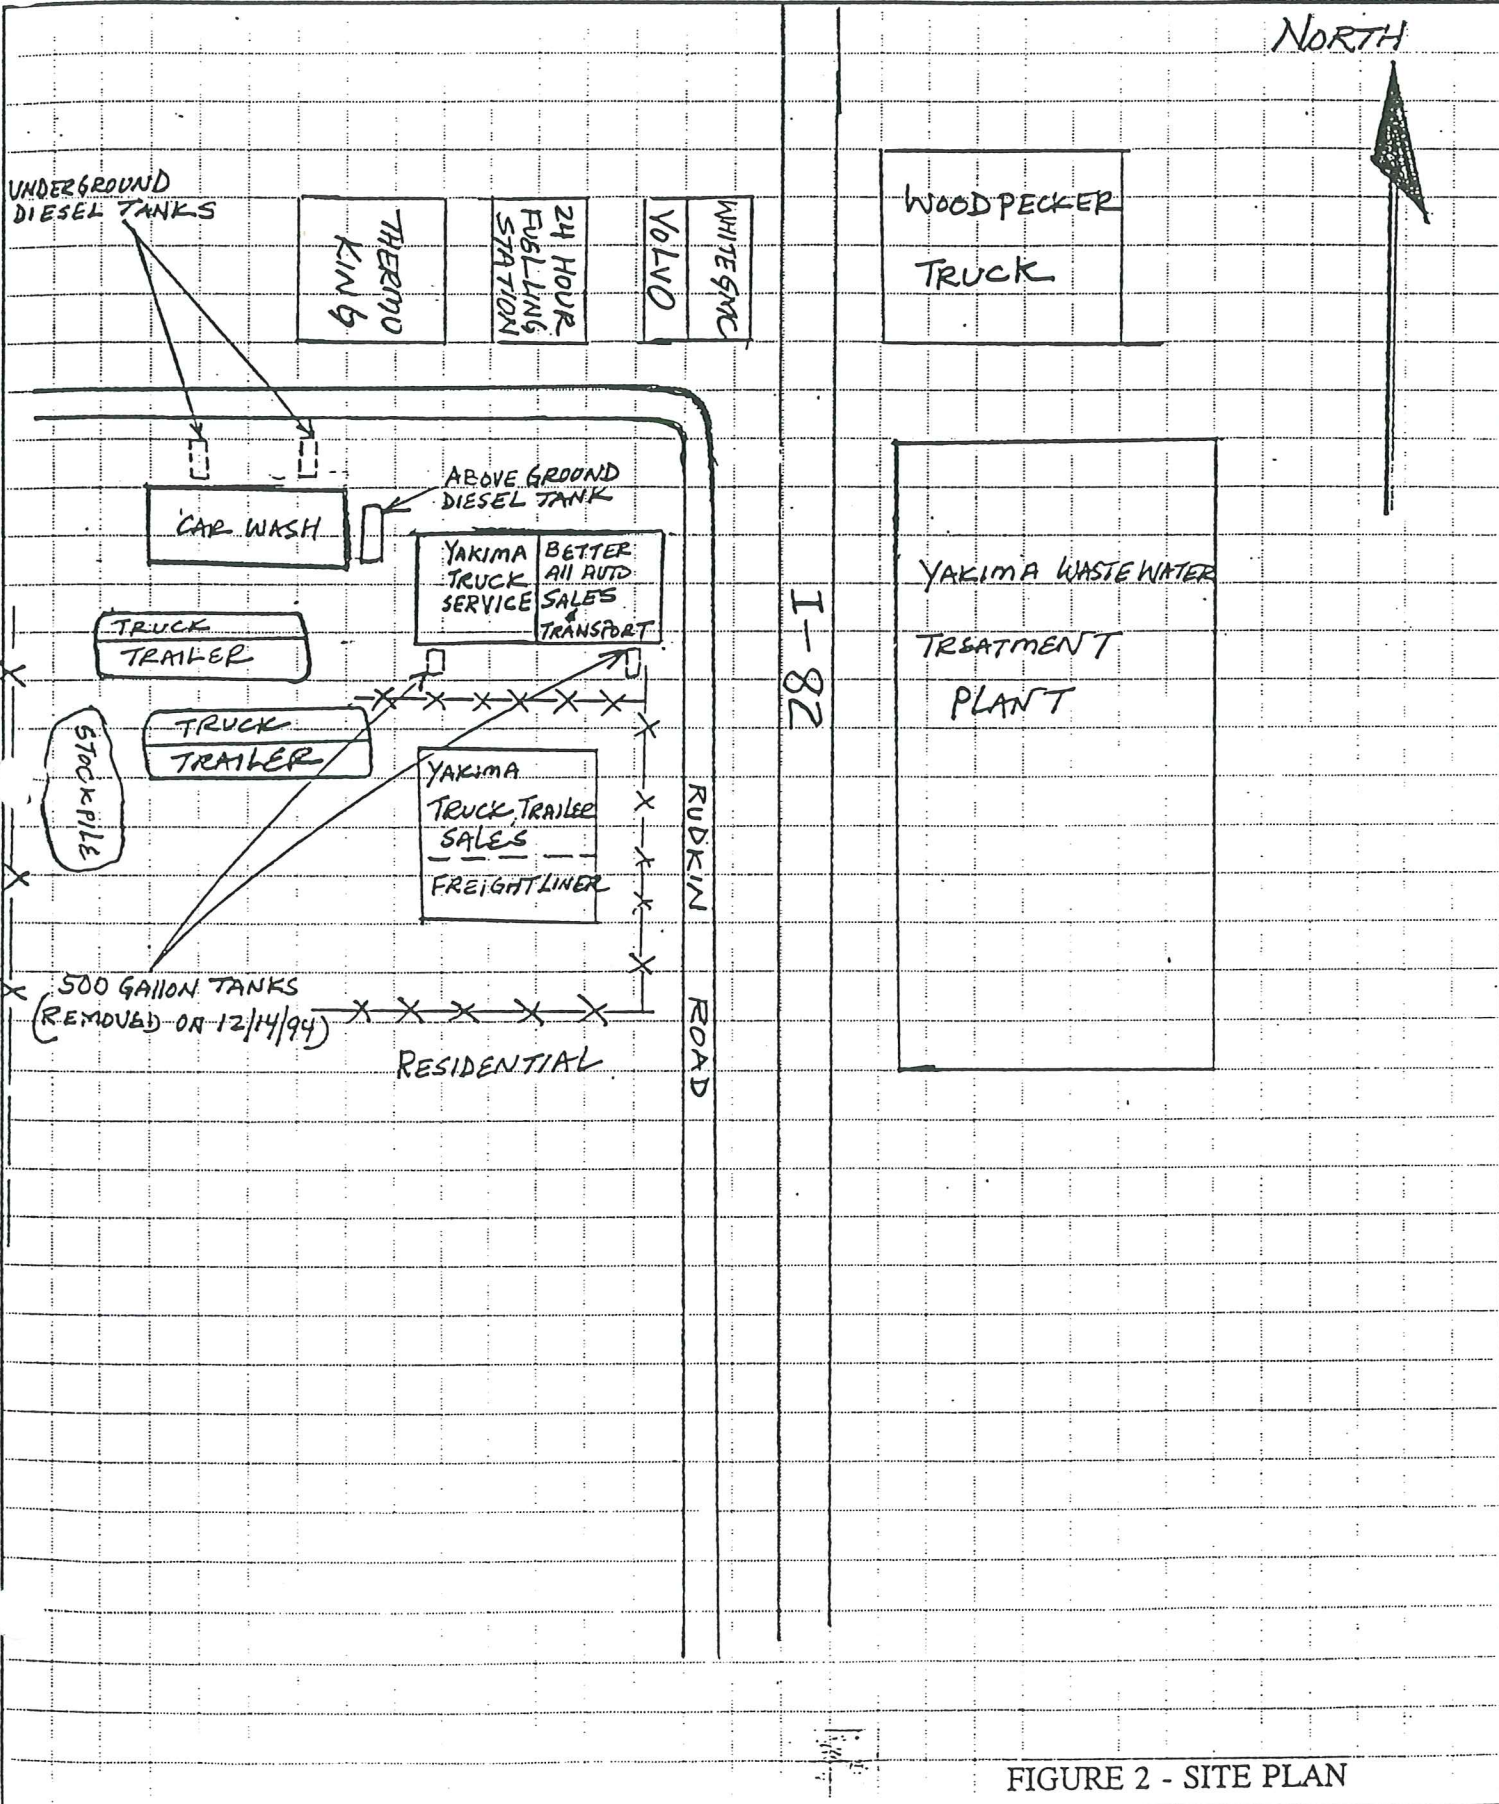 NORTH
UNDERGROUND
DIESEL TANKS
THERMO
KING
24 HOUR
FUELLING
STATION
WHITE GMC
VOLVO
WOODPECKER
TRUCK
ABOVE GROUND
DIESEL TANK
CAR WASH
YAKIMA
TRUCK
SERVICE
BETTER
All AUTO
SALES
&
TRANSPORT
TRUCK
TRAILER
TRUCK
TRAILER
STOCKPILE
YAKIMA
TRUCK, TRAILER
SALES
FREIGHTLINER
I-82
YAKIMA WASTEWATER
TREATMENT
PLANT
RUDKIN ROAD
500 GAllON TANKS
(REMOVED ON 12/14/94)
RESIDENTIAL
FIGURE 2 - SITE PLAN